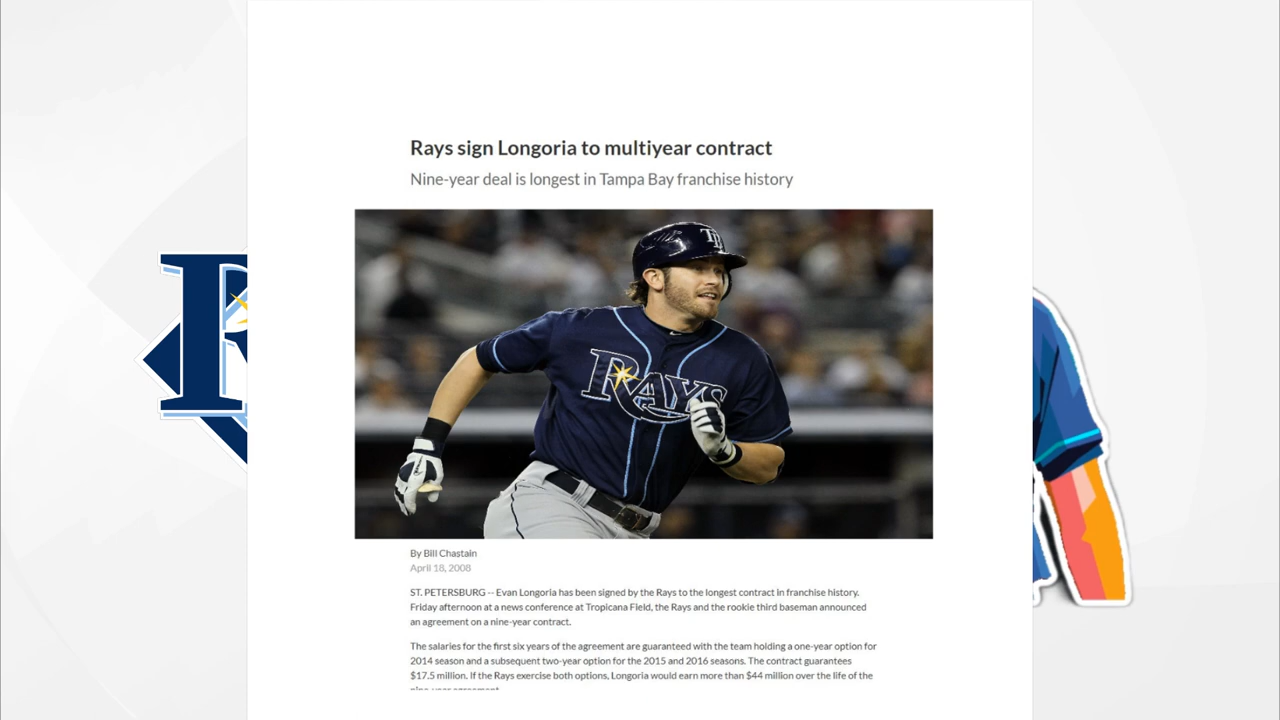 Rays sign Longoria to multiyear contract
Nine-year deal is longest in Tampa Bay franchise history
TB
RAYS
By Bill Chastain
April 18, 2008
ST. PETERSBURG -- Evan Longoria has been signed by the Rays to the longest contract in franchise history.
Friday afternoon at a news conference at Tropicana Field, the Rays and the rookie third baseman announced
an agreement on a nine-year contract.
The salaries for the first six years of the agreement are guaranteed with the team holding a one-year option for
2014 season and a subsequent two-year option for the 2015 and 2016 seasons. The contract guarantees
$17.5 million. If the Rays exercise both options, Longoria would earn more than $44 million over the life of the